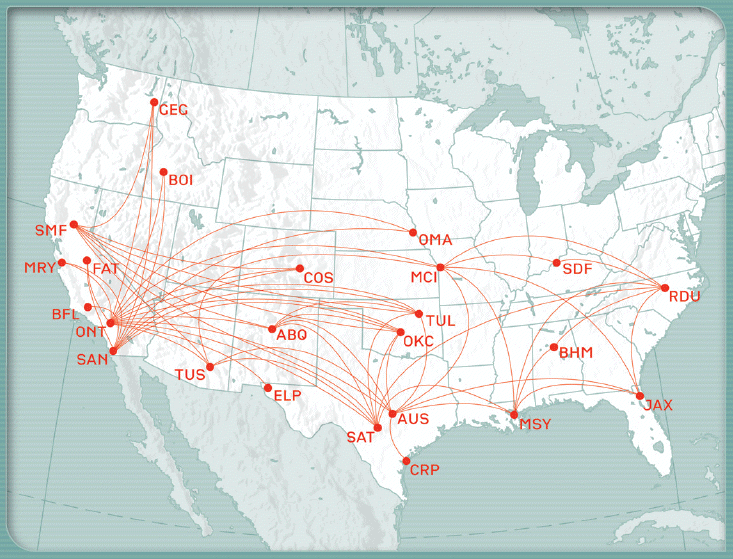 GEG
BOI
SMF
OMA
MRY
FAT
COS
MCI
SDF
RDU
BFL
ONT
TUL
ABQ
OKC
SAN
BHM
TUS
ELP
JAX
AUS
MSY
SAT
CRP